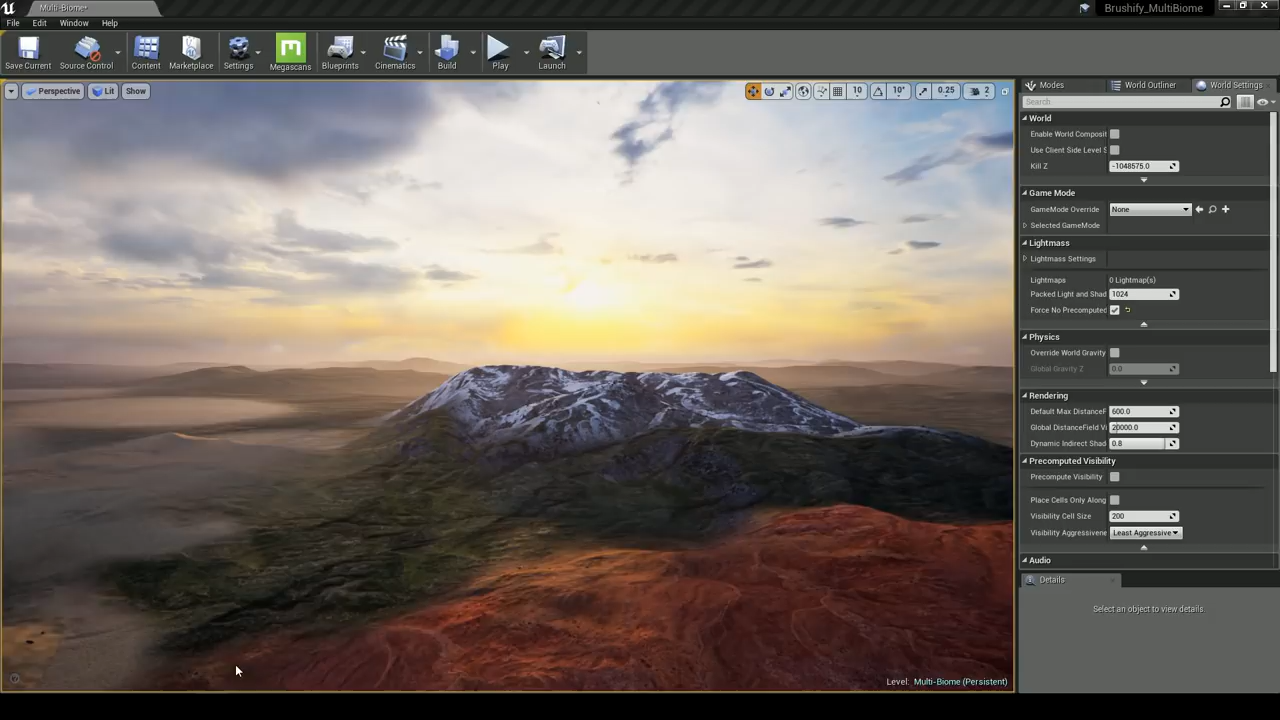 Multi-Biome*
Brushify_MultiBiome
File Edit Window Help
Save Current Source Control Content Marketplace Settings Megascans Blueprints Cinematics Build Play Launch
Perspective Lit Show 10 10° 0.25 2
Modes World Outliner World Settings
Search
World
Enable World Composit
Use Client Side Level S
Kill Z -1048575.0
Game Mode
GameMode Override None
Selected GameMode
Lightmass
Lightmass Settings
Lightmaps 0 Lightmap(s)
Packed Light and Shad 1024
Force No Precomputed
Physics
Override World Gravity
Global Gravity Z 0.0
Rendering
Default Max DistanceF 600.0
Global DistanceField Vi 20000.0
Dynamic Indirect Shad 0.8
Precomputed Visibility
Precompute Visibility
Place Cells Only Along
Visibility Cell Size 200
Visibility Aggressivene Least Aggressive
Audio
Details
Select an object to view details.
Level: Multi-Biome (Persistent)